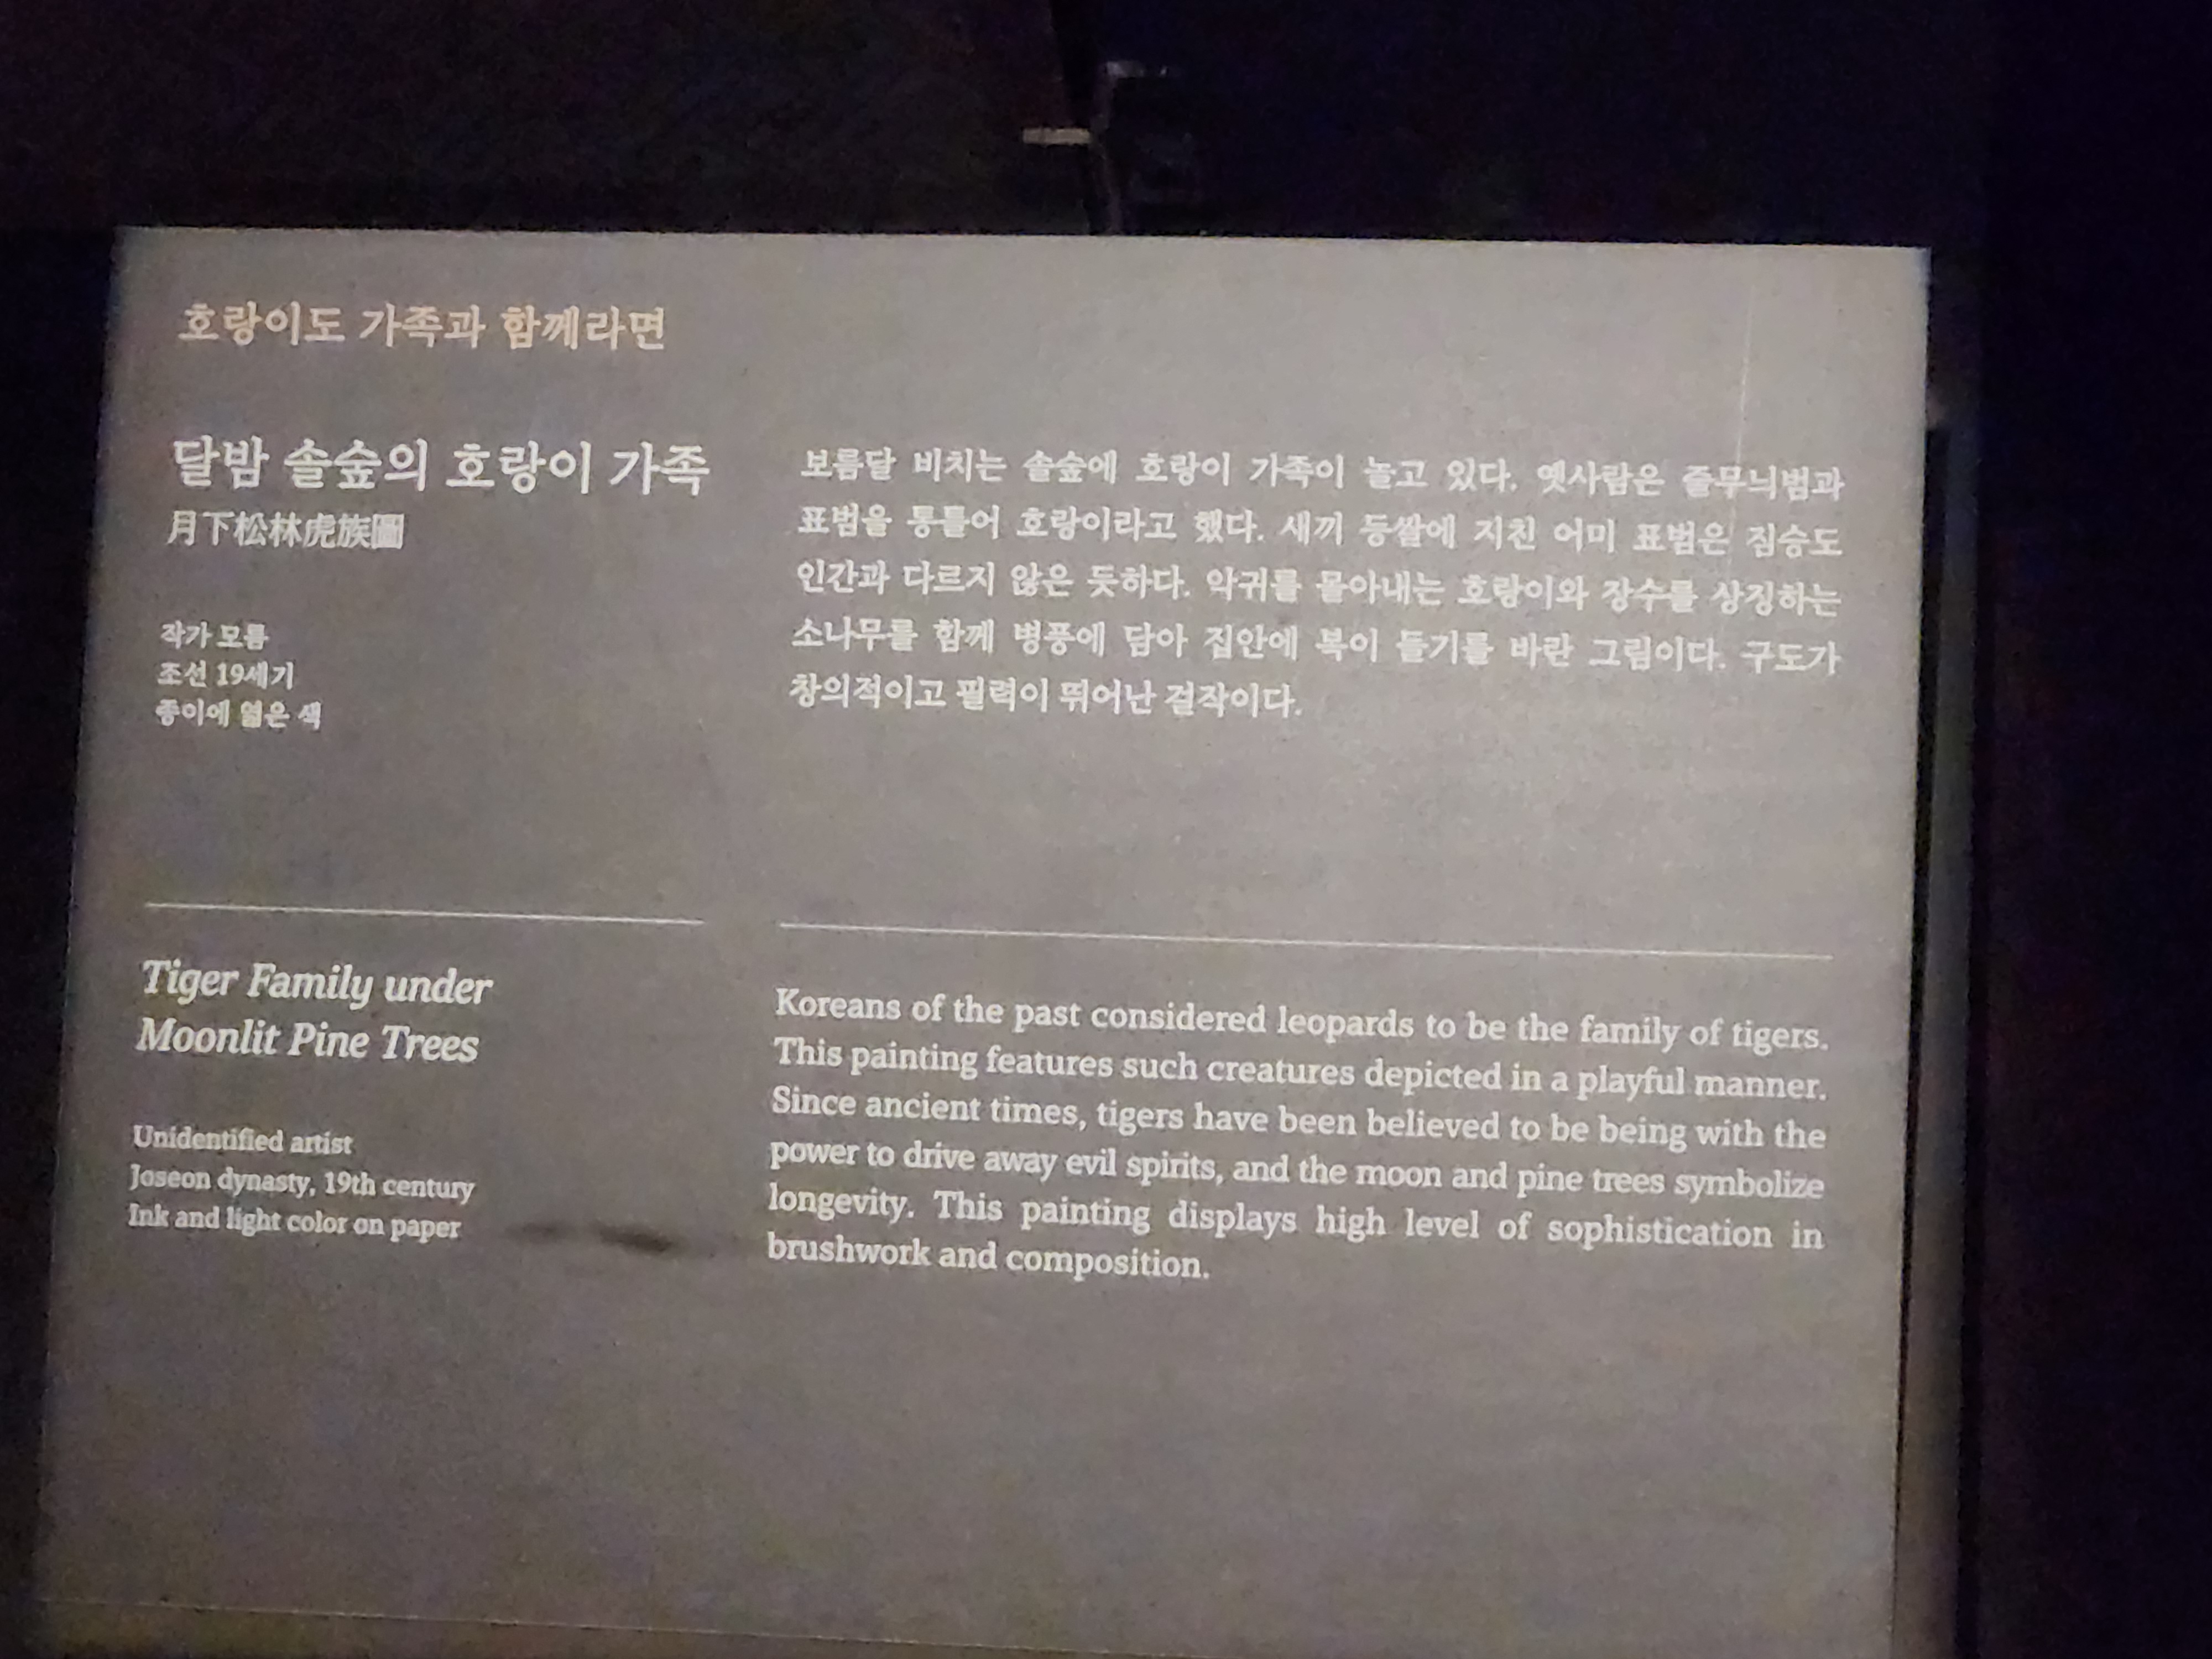 호랑이도 가족과 함께라면
달밤 솔숲의 호랑이 가족
月下松林虎族圖
작가 모름
조선 19세기
종이에 엷은 색
보름달 비치는 솔숲에 호랑이 가족이 놀고 있다. 옛사람은 줄무늬범과
표범을 통틀어 호랑이라고 했다. 새끼 등쌀에 지친 어미 표범은 짐승도
인간과 다르지 않은 듯하다. 악귀를 몰아내는 호랑이와 장수를 상징하는
소나무를 함께 병풍에 담아 집안에 복이 들기를 바란 그림이다. 구도가
창의적이고 필력이 뛰어난 걸작이다.
Tiger Family under
Moonlit Pine Trees
Unidentified artist
Joseon dynasty, 19th century
Ink and light color on paper
Koreans of the past considered leopards to be the family of tigers.
This painting features such creatures depicted in a playful manner.
Since ancient times, tigers have been believed to be being with the
power to drive away evil spirits, and the moon and pine trees symbolize
longevity. This painting displays high level of sophistication in
brushwork and composition.